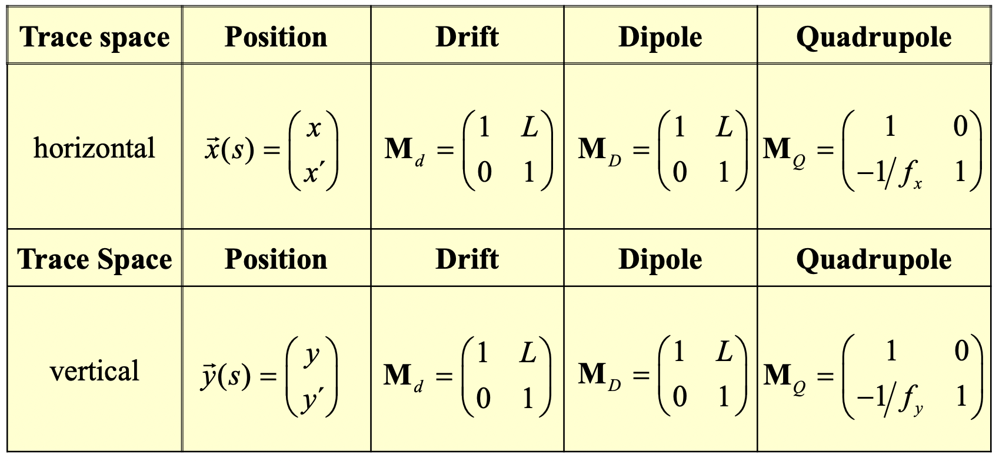 Trace space Position Drift Dipole Quadrupole
horizontal $\vec{x}(s) = \begin{pmatrix} x \\ x' \end{pmatrix}$ $\mathbf{M}_d = \begin{pmatrix} 1 & L \\ 0 & 1 \end{pmatrix}$ $\mathbf{M}_D = \begin{pmatrix} 1 & L \\ 0 & 1 \end{pmatrix}$ $\mathbf{M}_Q = \begin{pmatrix} 1 & 0 \\ -1/f_x & 1 \end{pmatrix}$
Trace Space Position Drift Dipole Quadrupole
vertical $\vec{y}(s) = \begin{pmatrix} y \\ y' \end{pmatrix}$ $\mathbf{M}_d = \begin{pmatrix} 1 & L \\ 0 & 1 \end{pmatrix}$ $\mathbf{M}_D = \begin{pmatrix} 1 & L \\ 0 & 1 \end{pmatrix}$ $\mathbf{M}_Q = \begin{pmatrix} 1 & 0 \\ -1/f_y & 1 \end{pmatrix}$